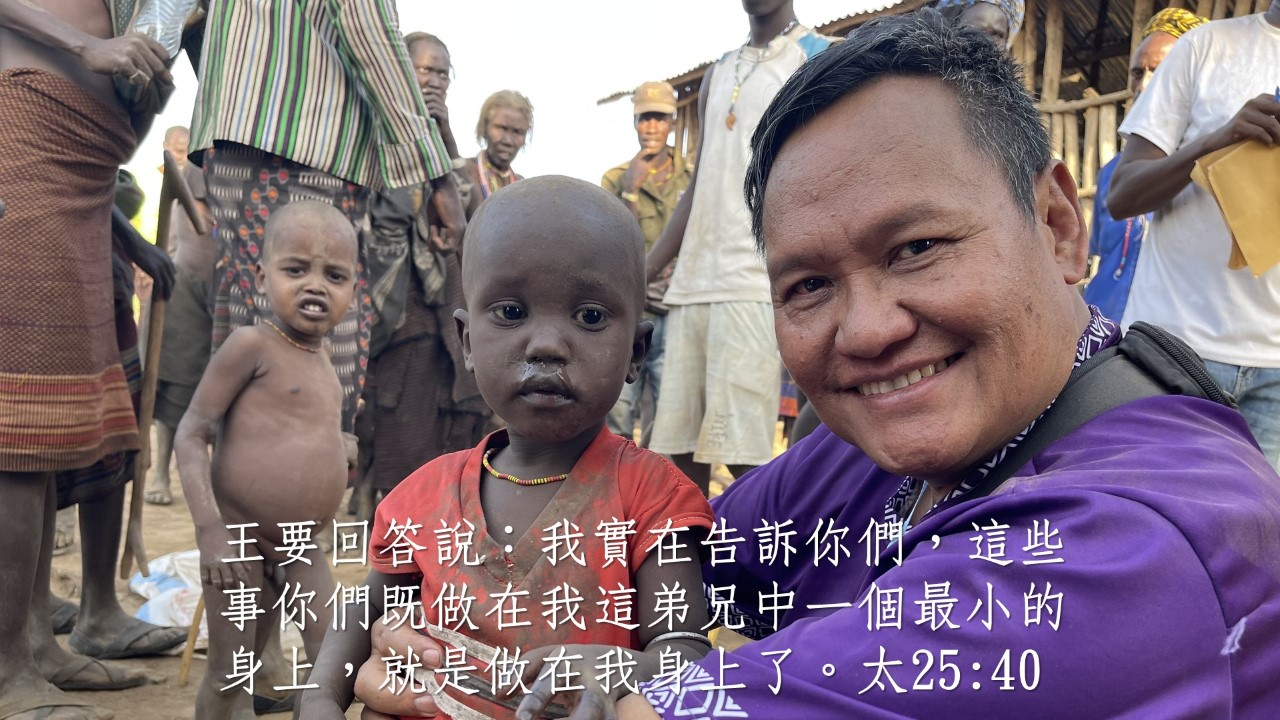 王要回答說：我實在告訴你們，這些
事你們既做在我這弟兄中一個最小的
身上，就是做在我身上了。太25:40